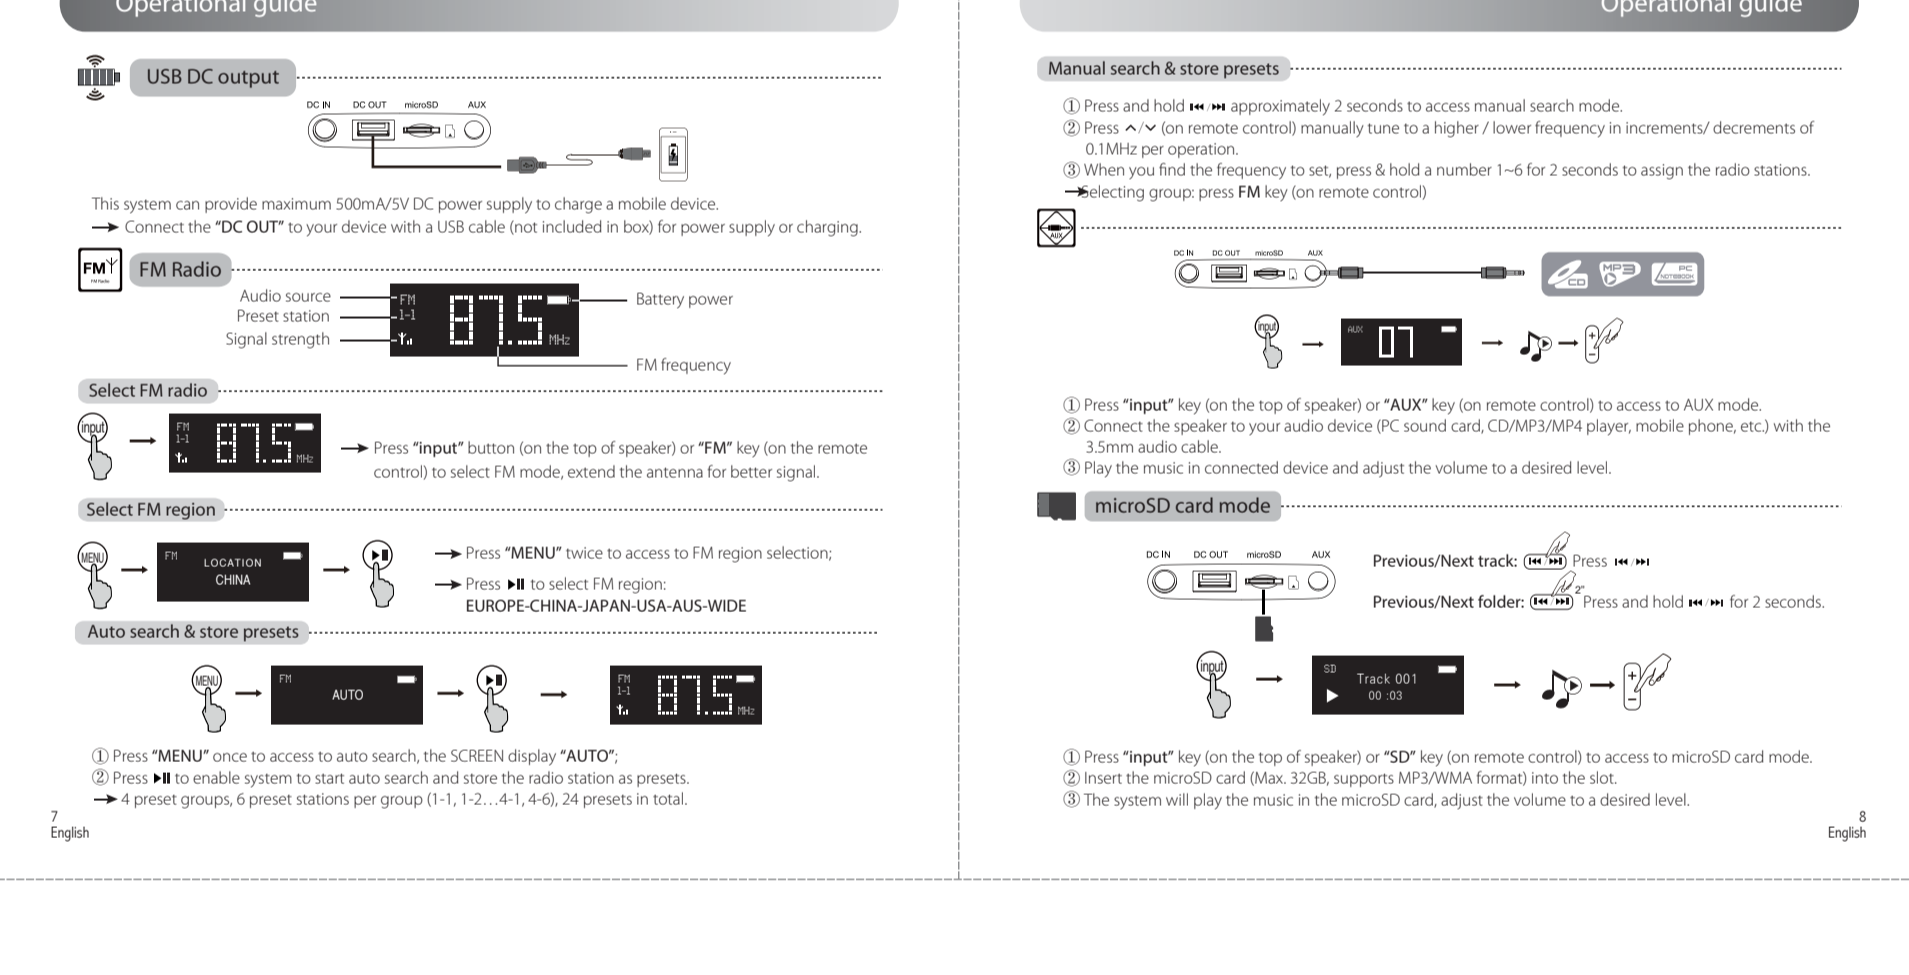 Operational guide
USB DC output
DC IN DC OUT microSD AUX
This system can provide maximum 500mA/5V DC power supply to charge a mobile device.
Connect the “DC OUT” to your device with a USB cable (not included in box) for power supply or charging.
FM
FM Radio
FM Radio
Audio source
Preset station
Signal strength
FM
1-1
87.5
MHz
Battery power
FM frequency
Select FM radio
input
FM
1-1
87.5
MHz
Press “input” button (on the top of speaker) or “FM” key (on the remote
control) to select FM mode, extend the antenna for better signal.
Select FM region
MENU
FM
LOCATION
CHINA
Press “MENU” twice to access to FM region selection;
Press ▶II to select FM region:
EUROPE-CHINA-JAPAN-USA-AUS-WIDE
Auto search & store presets
MENU
FM
AUTO
FM
1-1
87.5
MHz
① Press “MENU” once to access to auto search, the SCREEN display “AUTO”;
② Press ▶II to enable system to start auto search and store the radio station as presets.
4 preset groups, 6 preset stations per group (1-1, 1-2…4-1, 4-6), 24 presets in total.
7
English
Operational guide
Manual search & store presets
① Press and hold ⏮/⏭ approximately 2 seconds to access manual search mode.
② Press ∧/∨ (on remote control) manually tune to a higher / lower frequency in increments/ decrements of
0.1MHz per operation.
③ When you find the frequency to set, press & hold a number 1~6 for 2 seconds to assign the radio stations.
Selecting group: press FM key (on remote control)
AUX
DC IN DC OUT microSD AUX
CD MP3 PC
NOTEBOOK
input
AUX
07
+
−
① Press “input” key (on the top of speaker) or “AUX” key (on remote control) to access to AUX mode.
② Connect the speaker to your audio device (PC sound card, CD/MP3/MP4 player, mobile phone, etc.) with the
3.5mm audio cable.
③ Play the music in connected device and adjust the volume to a desired level.
microSD card mode
DC IN DC OUT microSD AUX
Previous/Next track: ⏮/⏭ Press ⏮/⏭
Previous/Next folder: ⏮/⏭ 2" Press and hold ⏮/⏭ for 2 seconds.
input
SD
Track 001
00 :03
+
−
① Press “input” key (on the top of speaker) or “SD” key (on remote control) to access to microSD card mode.
② Insert the microSD card (Max. 32GB, supports MP3/WMA format) into the slot.
③ The system will play the music in the microSD card, adjust the volume to a desired level.
8
English